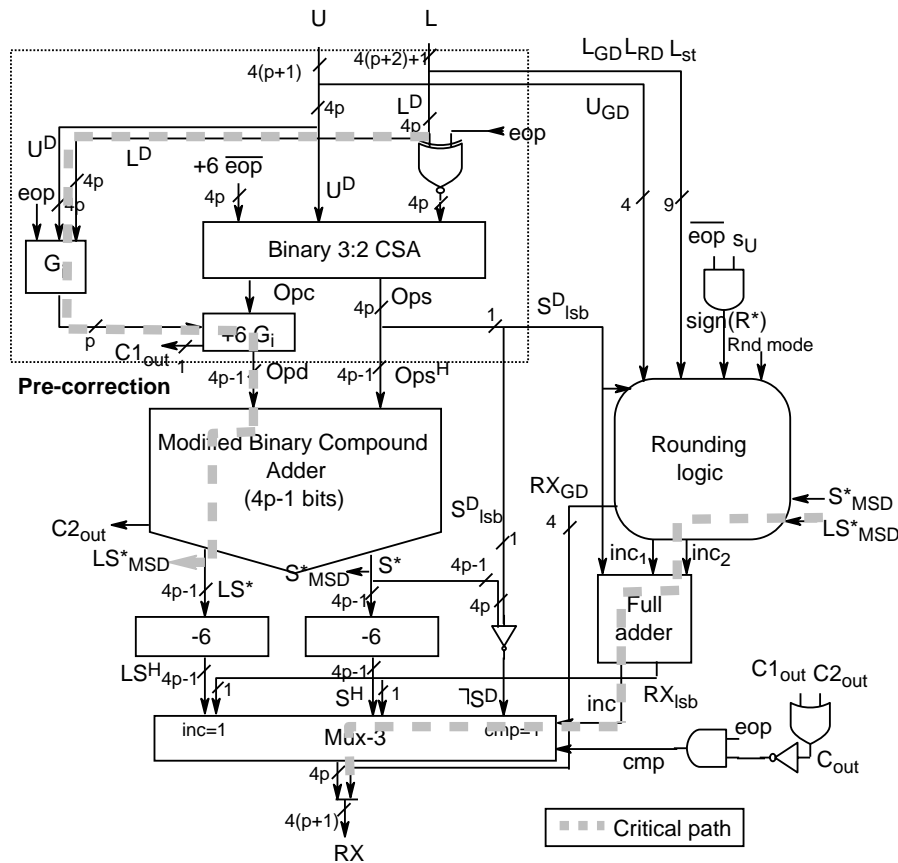 U
L
L_GD L_RD L_st
4(p+1)
4(p+2)+1
4p
L^D
4p
U_GD
eop
U^D
L^D
+6 \overline{eop}
eop
4p
4p
4p
U^D
4p
4
9
\overline{eop} s_U
G
Binary 3:2 CSA
Opc
Ops
4p
1
S^D_lsb
sign(R*)
Rnd mode
p
+6 G_i
C1_out
1
4p-1
Opd
4p-1
Ops^H
Pre-correction
Modified Binary Compound
Adder
(4p-1 bits)
Rounding
logic
RX_GD
4
S^D_lsb
S*_MSD
LS*_MSD
C2_out
LS*_MSD
S*_MSD
S*
1
inc_1
inc_2
4p-1
LS*
4p-1
4p-1
4p
-6
-6
Full
adder
LS^H
4p-1
1
4p-1
S^H
1
¬S^D
inc
RX_lsb
C1_out
C2_out
inc=1
Mux-3
cmp=1
eop
cmp
C_out
4p
4(p+1)
RX
Critical path